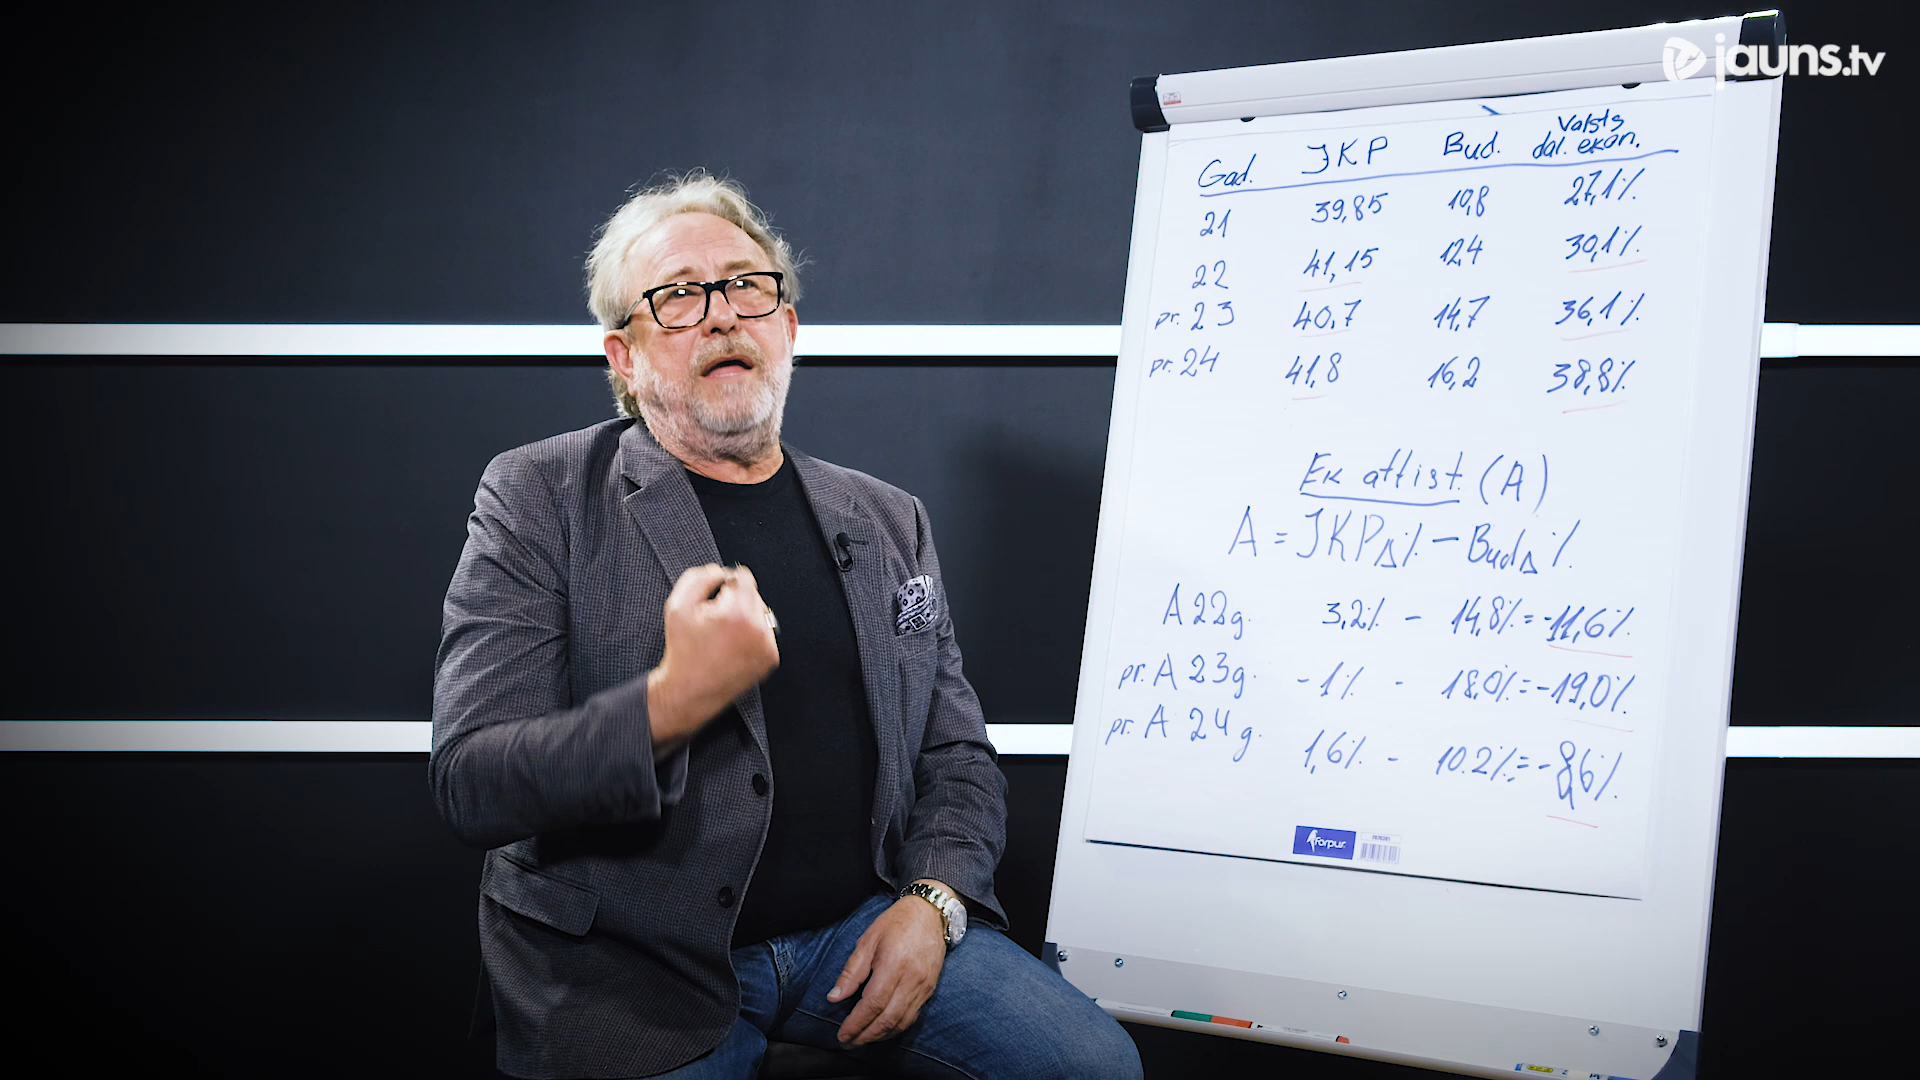 jauns.tv
Gad. IKP Bud. Valsts dal. ekon.
21 39,85 10,8 27,1%
22 41,15 12,4 30,1%
pr. 23 40,7 14,7 36,1%
pr. 24 41,8 16,2 38,8%
Ek attīst. (A)
A = IKPΔ% - BudΔ%
A 22g. 3,2% - 14,8% = -11,6%
pr. A 23g. -1% - 18,0% = -19,0%
pr. A 24g. 1,6% - 10.2% = -8,6%
Forpus